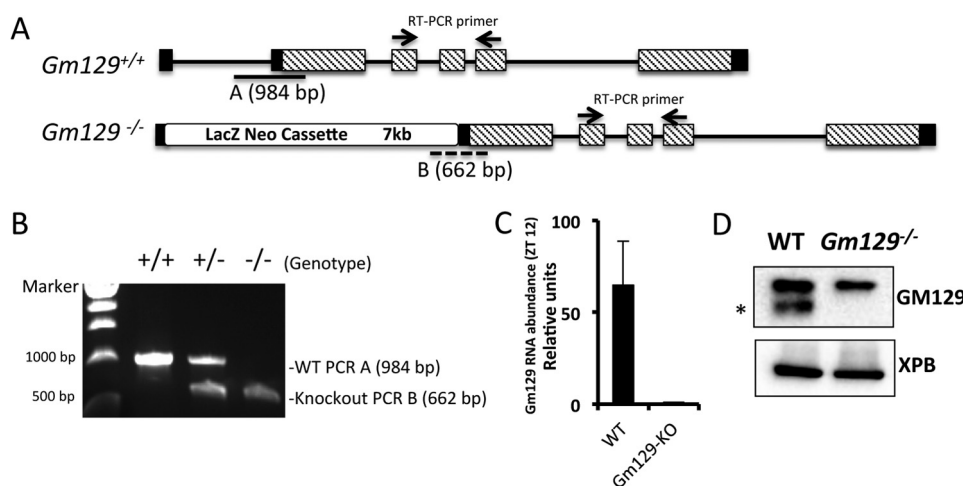 A
RT-PCR primer
Gm129+/+
A (984 bp)
RT-PCR primer
Gm129 -/-
LacZ Neo Cassette 7kb
B (662 bp)
B
+/+ +/- -/- (Genotype)
Marker
1000 bp
500 bp
-WT PCR A (984 bp)
-Knockout PCR B (662 bp)
C
Gm129 RNA abundance (ZT 12)
Relative units
100
50
0
WT
Gm129-KO
D
WT Gm129-/-
GM129
*
XPB